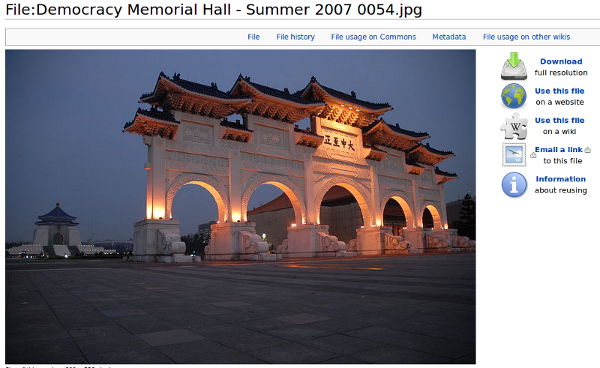 File:Democracy Memorial Hall - Summer 2007 0054.jpg
File File history File usage on Commons Metadata File usage on other wikis
Download
full resolution
Use this file
on a website
Use this file
on a wiki
Email a link
to this file
Information
about reusing
大中至正
W